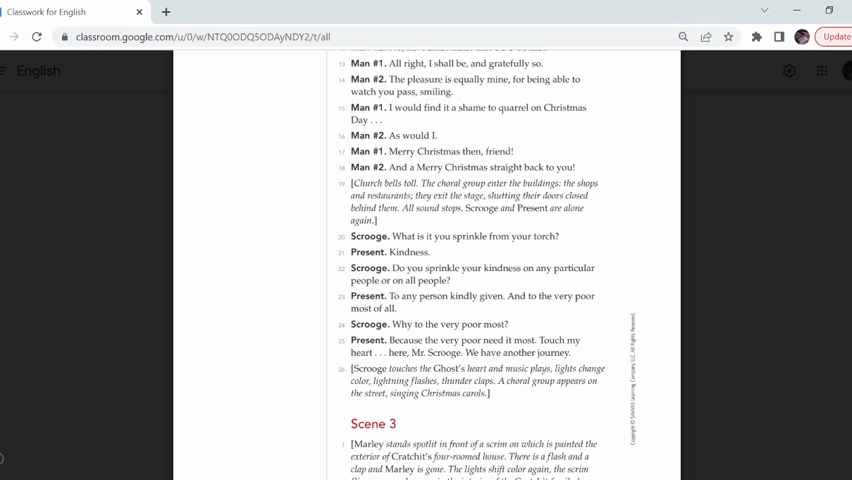 Classwork for English
classroom.google.com/u/0/w/NTQ0ODQ5ODAyNDY2/t/all
Update
English
13 Man #1. All right, I shall be, and gratefully so.
14 Man #2. The pleasure is equally mine, for being able to
watch you pass, smiling.
15 Man #1. I would find it a shame to quarrel on Christmas
Day . . .
16 Man #2. As would I.
17 Man #1. Merry Christmas then, friend!
18 Man #2. And a Merry Christmas straight back to you!
19 [Church bells toll. The choral group enter the buildings: the shops
and restaurants; they exit the stage, shutting their doors closed
behind them. All sound stops. Scrooge and Present are alone
again.]
20 Scrooge. What is it you sprinkle from your torch?
21 Present. Kindness.
22 Scrooge. Do you sprinkle your kindness on any particular
people or on all people?
23 Present. To any person kindly given. And to the very poor
most of all.
24 Scrooge. Why to the very poor most?
25 Present. Because the very poor need it most. Touch my
heart . . . here, Mr. Scrooge. We have another journey.
26 [Scrooge touches the Ghost's heart and music plays, lights change
color, lightning flashes, thunder claps. A choral group appears on
the street, singing Christmas carols.]
Scene 3
1 [Marley stands spotlit in front of a scrim on which is painted the
exterior of Cratchit's four-roomed house. There is a flash and a
clap and Marley is gone. The lights shift color again, the scrim
Copyright © SAVVAS Learning Company LLC. All Rights Reserved.